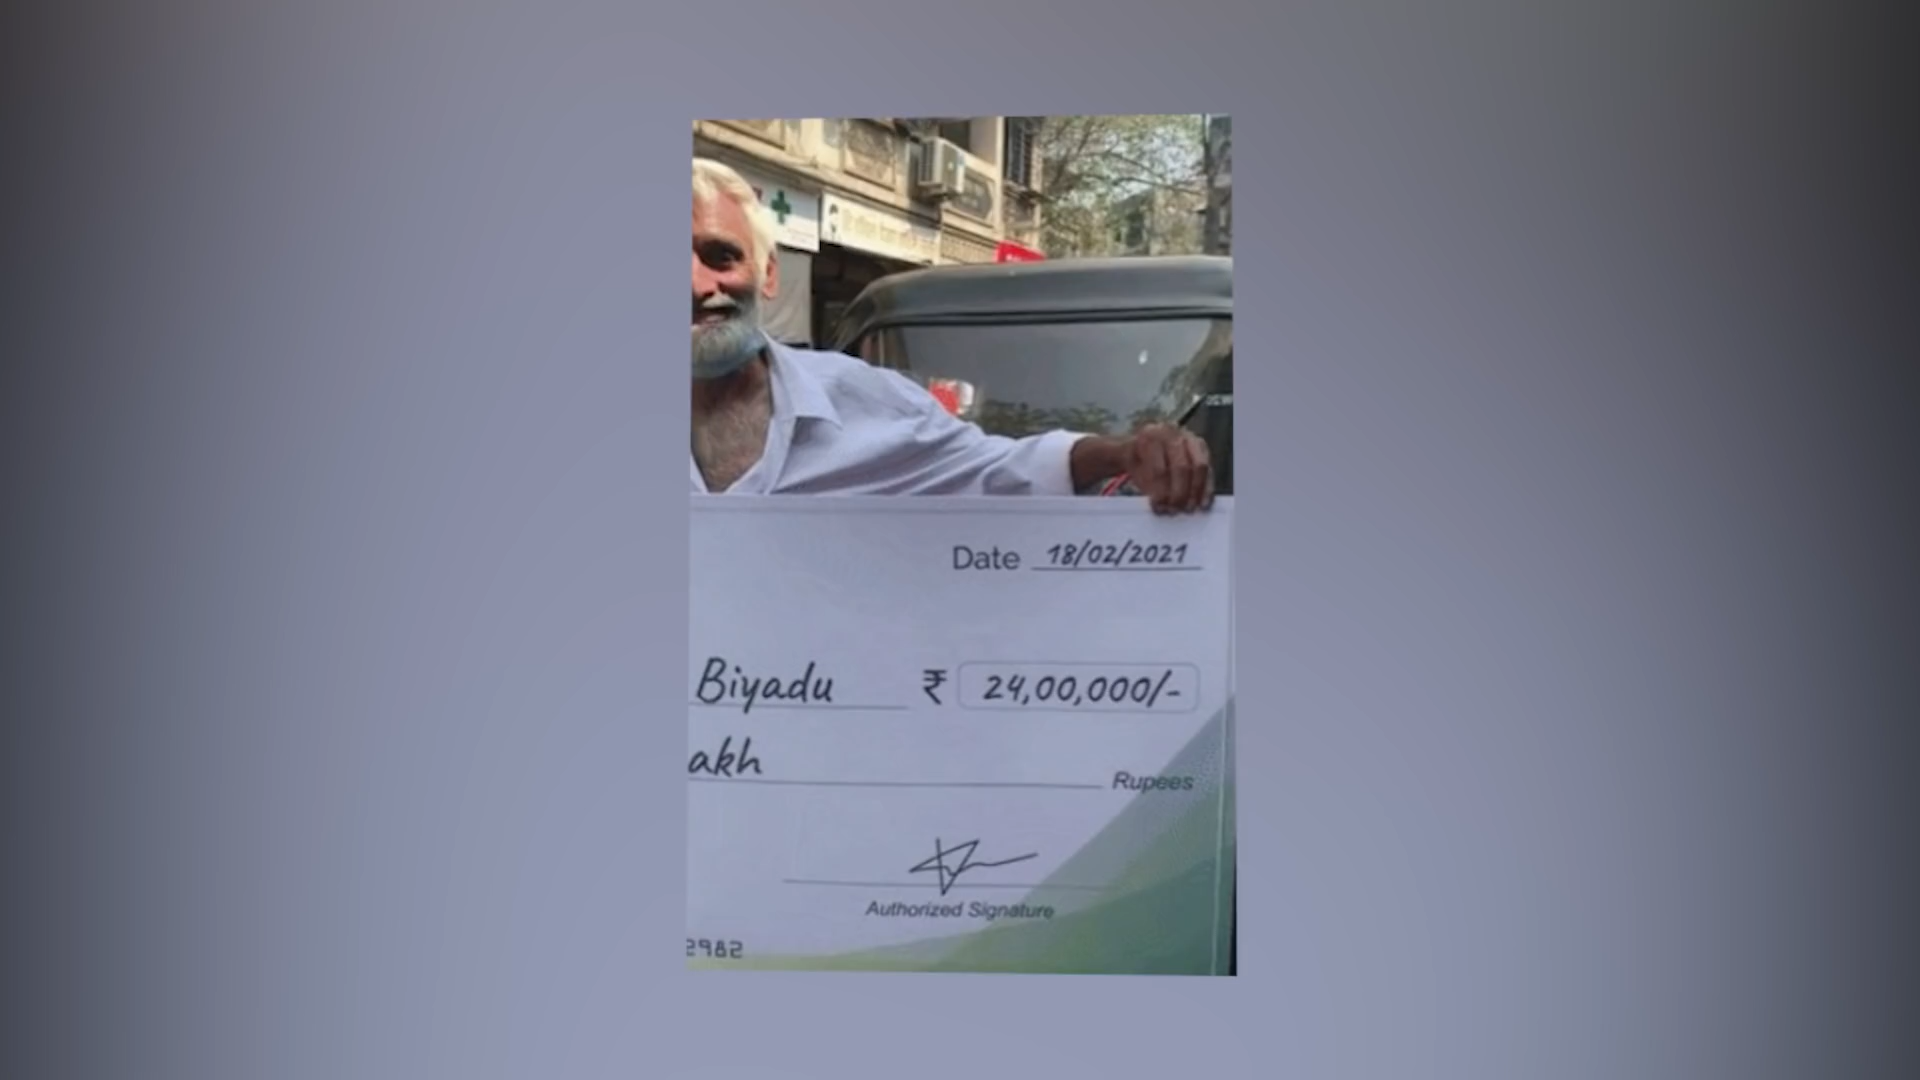 Date 18/02/2021
Biyadu ₹ 24,00,000/-
akh Rupees
Authorized Signature
2982